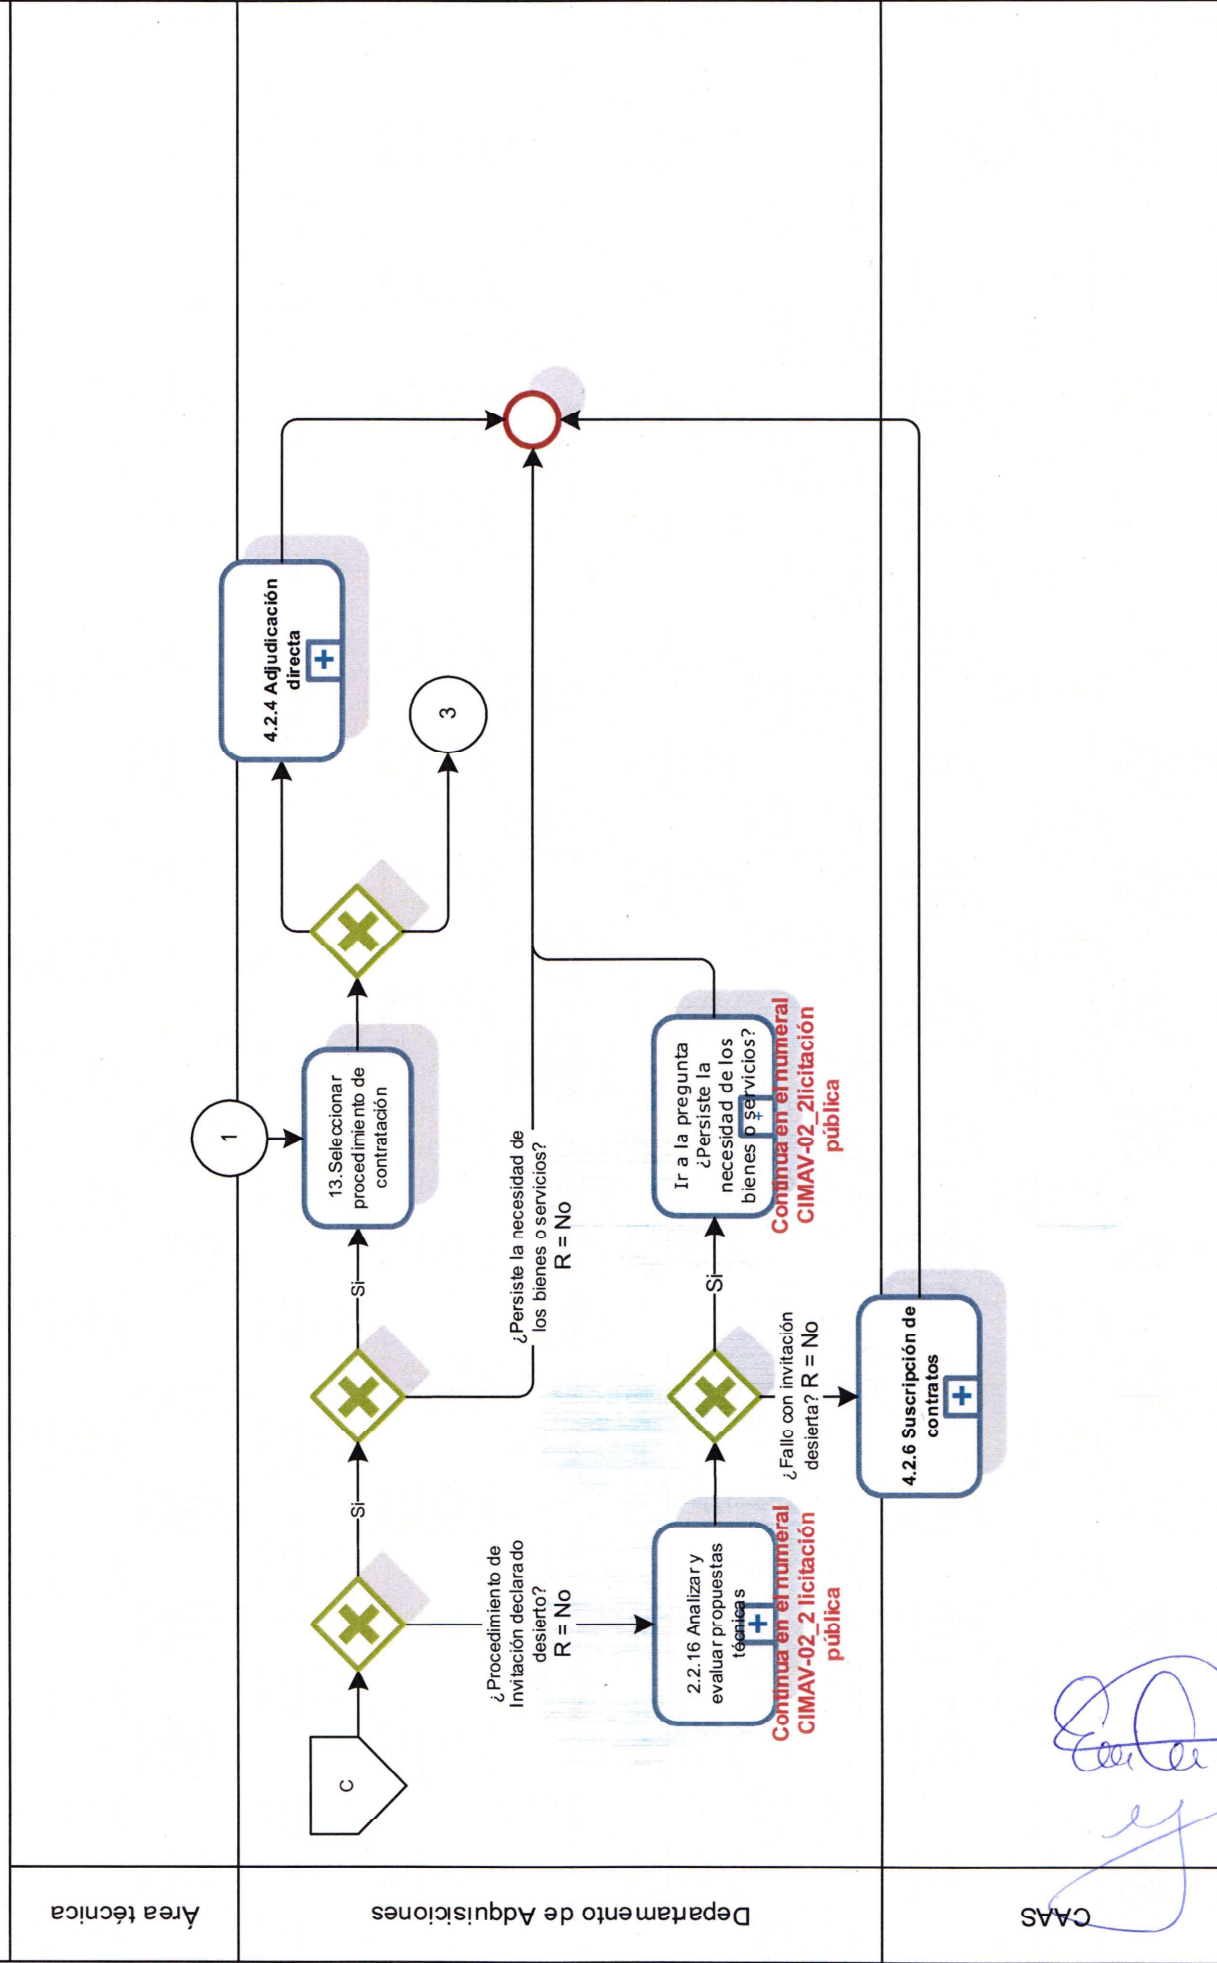 Área técnica
Departamento de Adquisiciones
CAAS
C
Si
Si
1
13.Seleccionar
procedimiento de
contratación
4.2.4 Adjudicación
directa
3
¿Persiste la necesidad de
los bienes o servicios?
R = No
¿Procedimiento de
Invitación declarado
desierto?
R = No
2.2.16 Analizar y
evaluar propuestas
técnicas
Continua en el numeral
CIMAV-02_2 licitación
pública
Si
Ir a la pregunta
¿Persiste la
necesidad de los
bienes o servicios?
Continua en el numeral
CIMAV-02_2licitación
pública
¿Fallo con invitación
desierta? R = No
4.2.6 Suscripción de
contratos